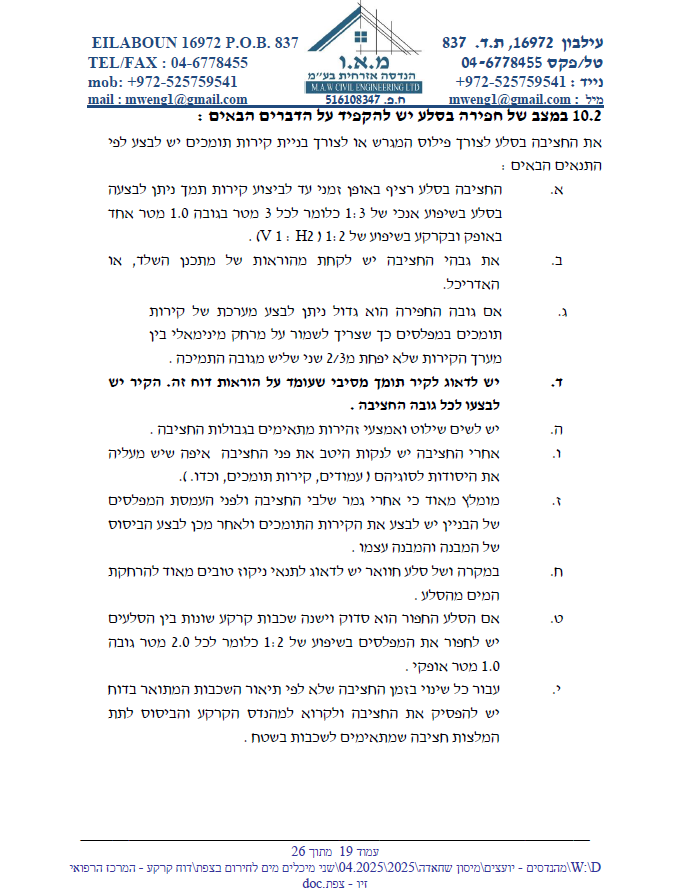 עילבון 16972, ת.ד. 837
טל/פקס 04-6778455
נייד : +972-525759541
מיל : mweng1@gmail.com
מ.א.ו
הנדסה אזרחית בע״מ
M.A.W CIVIL ENGINEERING LTD
ח.פ. 516108347
EILABOUN 16972 P.O.B. 837
TEL/FAX : 04-6778455
mob: +972-525759541
mail : mweng1@gmail.com
10.2 במצב של חפירה בסלע יש להקפיד על הדברים הבאים :
את החציבה בסלע לצורך פילוס המגרש או לצורך בניית קירות תומכים יש לבצע לפי
התנאים הבאים :
א. החציבה בסלע רציף באופן זמני עד לביצוע קירות תמך ניתן לבצעה
בסלע בשיפוע אנכי של 1:3 כלומר לכל 3 מטר בגובה 1.0 מטר אחד
באופק ובקרקע בשיפוע של 1:2 ( V 1 : H2) .
ב. את גבהי החציבה יש לקחת מהוראות של מתכנן השלד, או
האדריכל.
ג. אם גובה החפירה הוא גדול ניתן לבצע מערכת של קירות
תומכים במפלסים כך שצריך לשמור על מרחק מינימאלי בין
מערך הקירות שלא יפחת מ2/3 שני שליש מגובה התמיכה .
ד. יש לדאוג לקיר תומך מסיבי שעומד על הוראות דוח זה. הקיר יש
לבצעו לכל גובה החציבה .
ה. יש לשים שילוט ואמצעי זהירות מתאימים בגבולות החציבה .
ו. אחרי החציבה יש לנקות היטב את פני החציבה איפה שיש מעליה
את היסודות לסוגיהם ( עמודים, קירות תומכים, וכדו. ).
ז. מומלץ מאוד כי אחרי גמר שלבי החציבה ולפני העמסת המפלסים
של הבניין יש לבצע את הקירות התומכים ולאחר מכן לבצע הביסוס
של המבנה והמבנה עצמו .
ח. במקרה ושל סלע חוואר יש לדאוג לתנאי ניקוז טובים מאוד להרחקת
המים מהסלע .
ט. אם הסלע החפור הוא סדוק וישנה שכבות קרקע שונות בין הסלעים
יש לחפור את המפלסים בשיפוע של 1:2 כלומר לכל 2.0 מטר גובה
1.0 מטר אופקי .
י. עבור כל שינוי בזמן החציבה שלא לפי תיאור השכבות המתואר בדוח
יש להפסיק את החציבה ולקרוא למהנדס הקרקע והביסוס לתת
המלצות חציבה שמתאימים לשכבות בשטח .
עמוד 19 מתוך 26
W:\D\מהנדסים - יועצים\מיסון שחאדה\2025\04.2025\שני מיכלים מים לחירום בצפת\דוח קרקע - המרכז הרפואי
זיו - צפת.doc